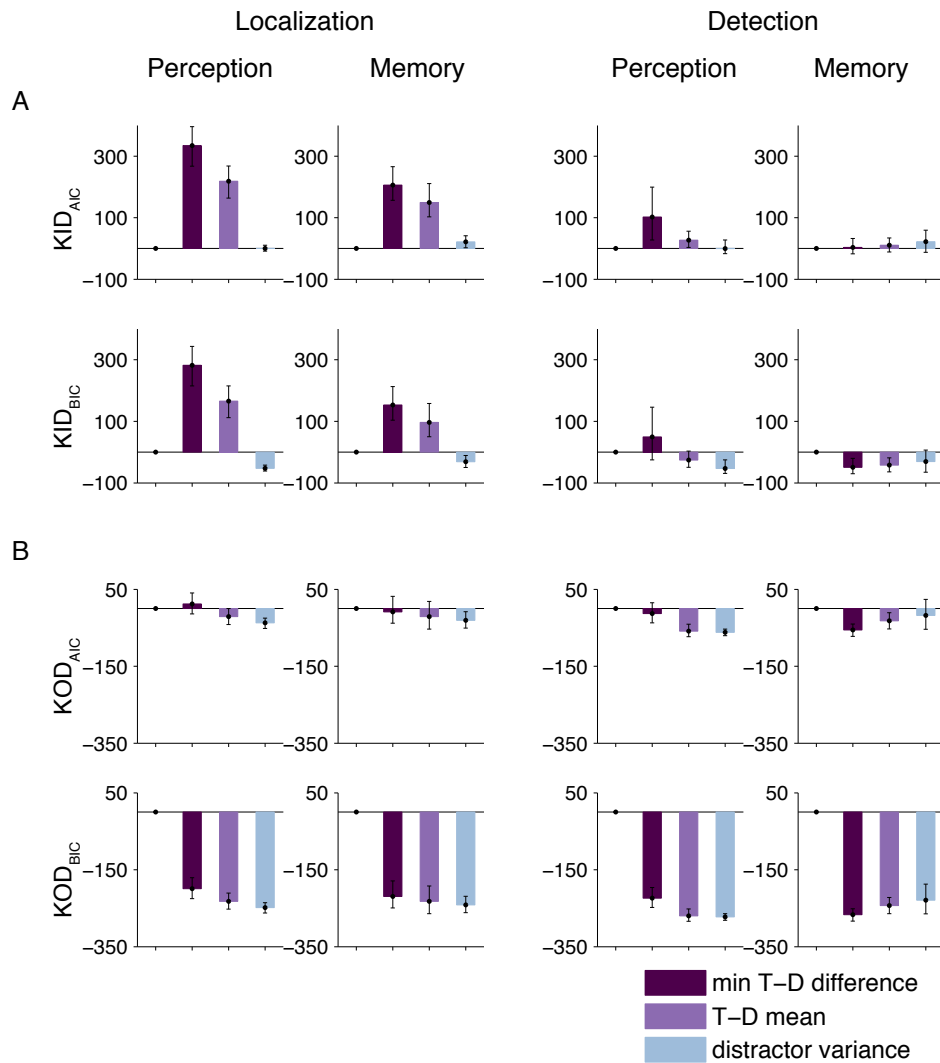 Localization Detection
Perception Memory Perception Memory
A
KID_AIC
300 300 300 300
100 100 100 100
−100 −100 −100 −100
KID_BIC
300 300 300 300
100 100 100 100
−100 −100 −100 −100
B
KOD_AIC
50 50 50 50
−150 −150 −150 −150
−350 −350 −350 −350
KOD_BIC
50 50 50 50
−150 −150 −150 −150
−350 −350 −350 −350
min T−D difference
T−D mean
distractor variance